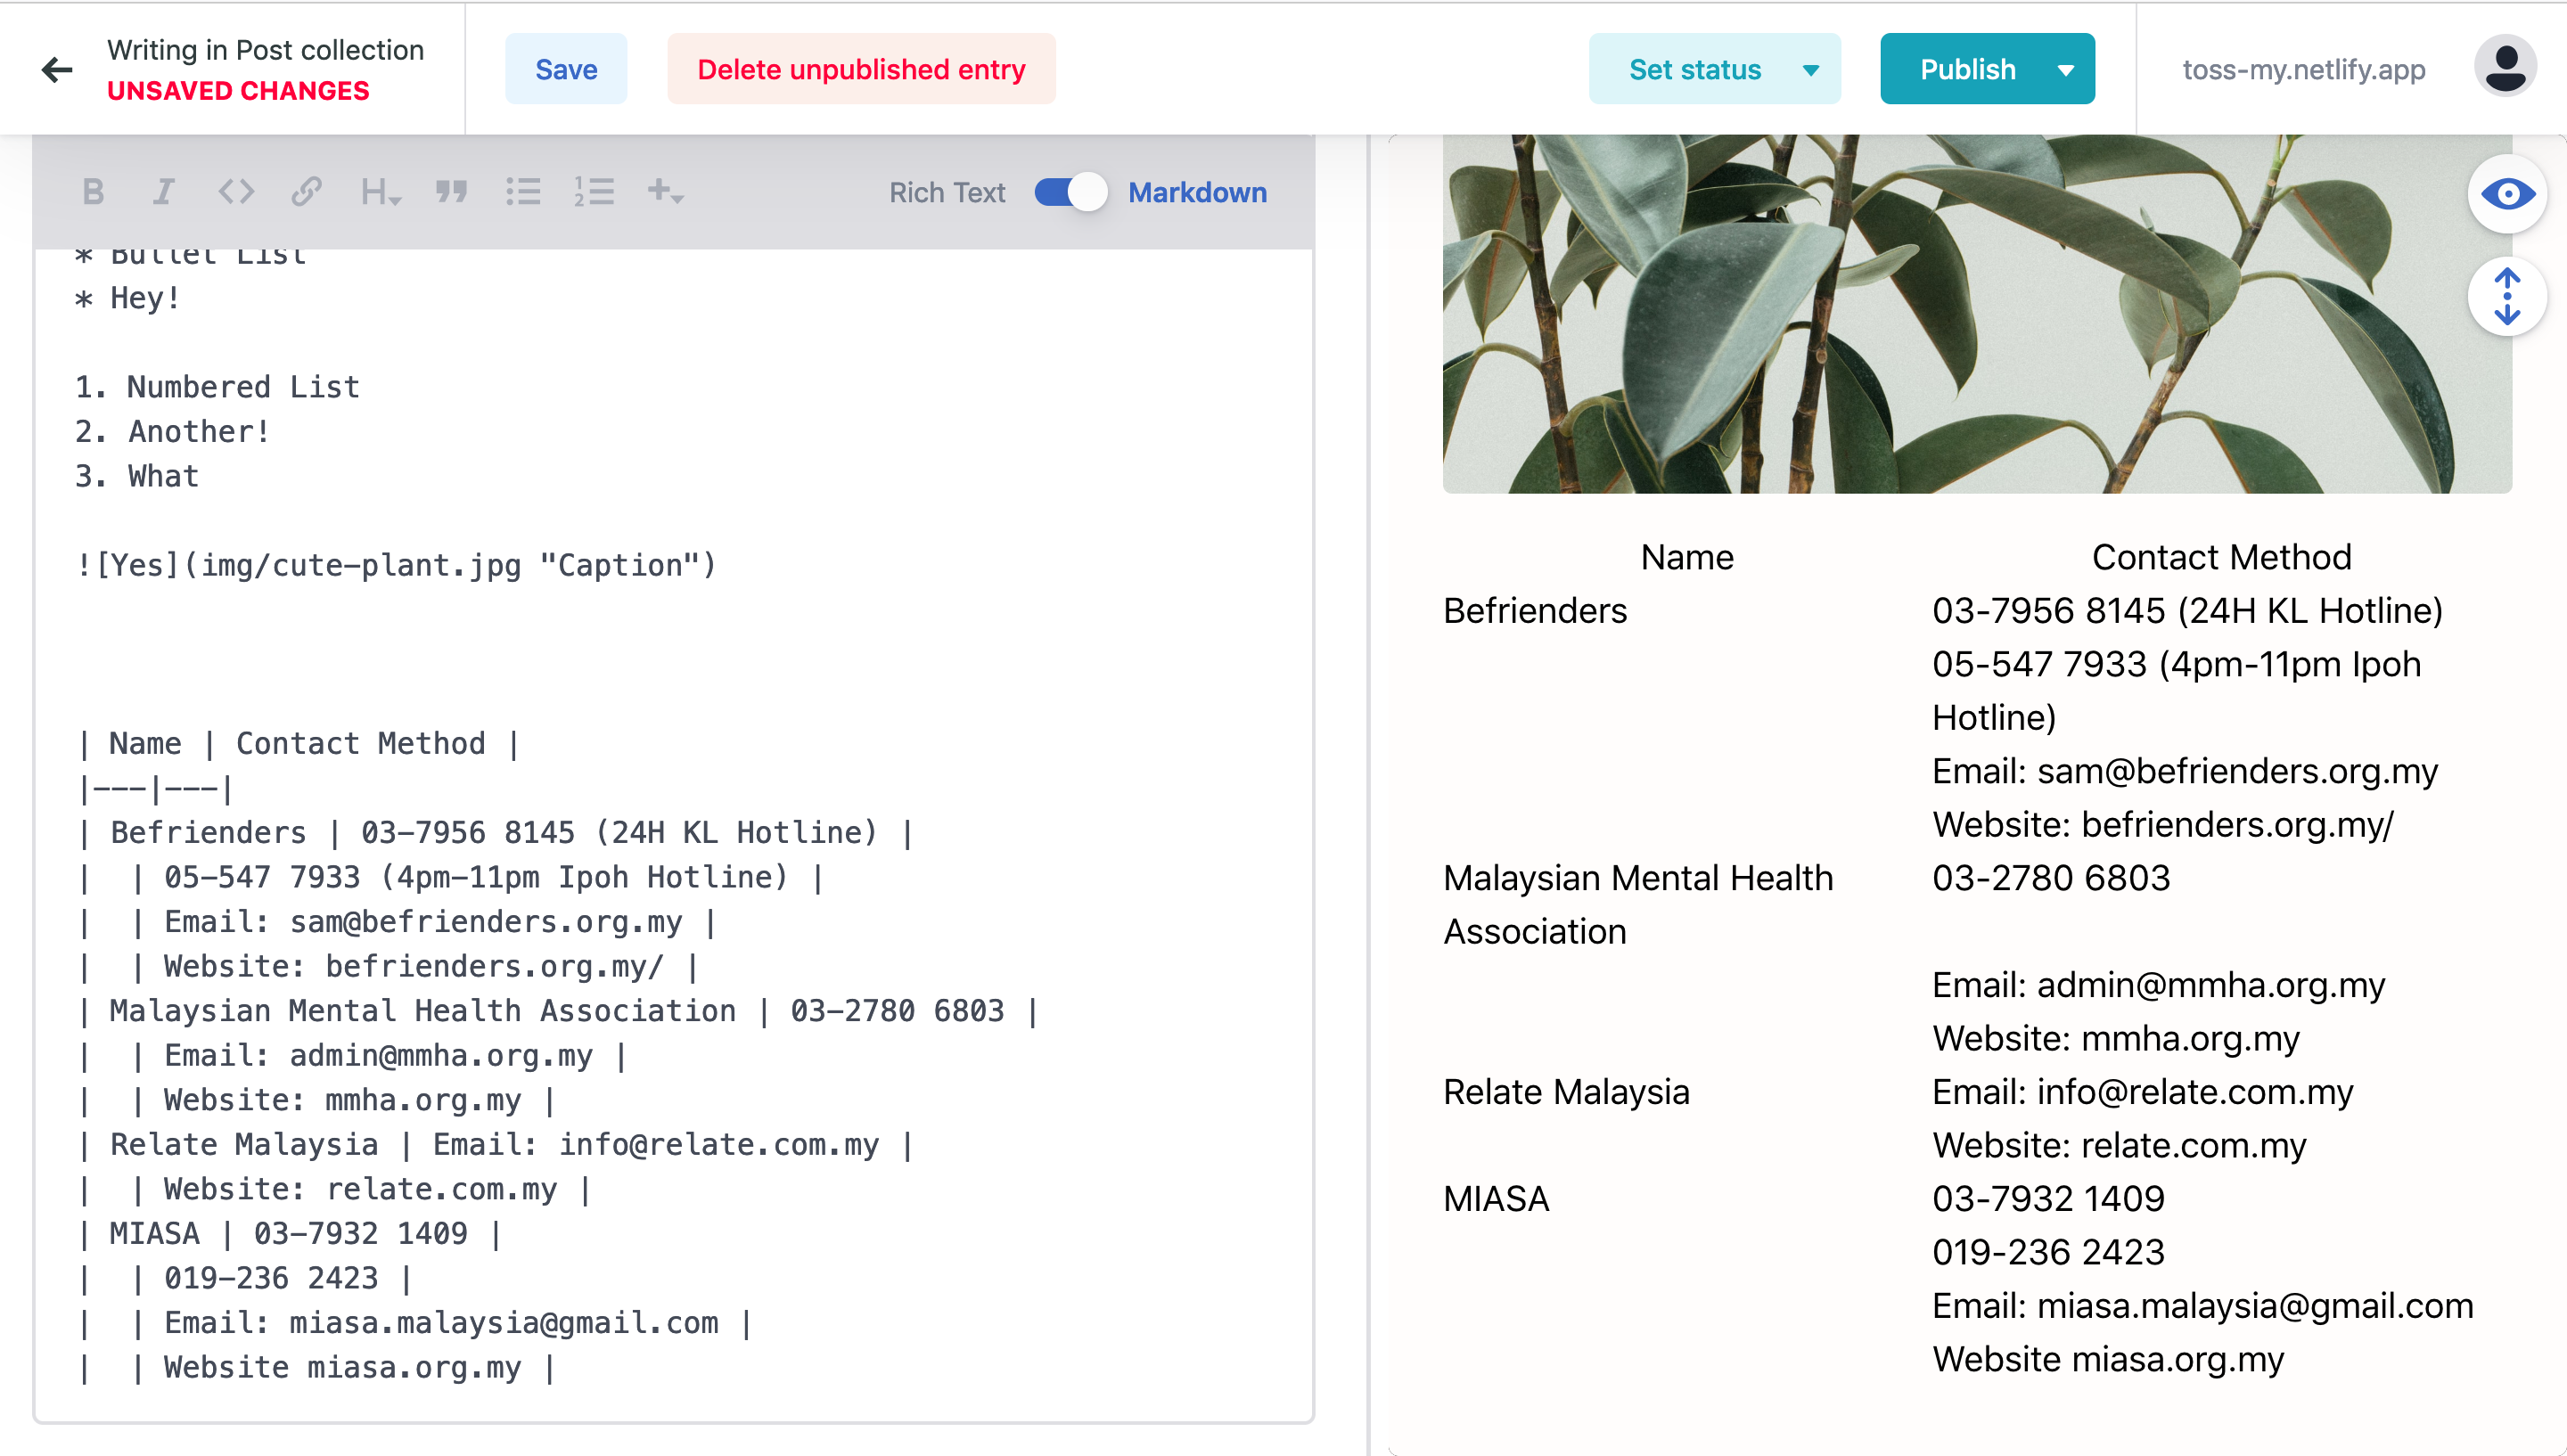 Writing in Post collection
UNSAVED CHANGES
Save
Delete unpublished entry
Set status
Publish
toss-my.netlify.app
B I <> H ” 1 2 +
Rich Text
Markdown
* Bullet List
* Hey!
1. Numbered List
2. Another!
3. What
![Yes](img/cute-plant.jpg "Caption")
| Name | Contact Method |
|---|---|
| Befrienders | 03-7956 8145 (24H KL Hotline) |
|  | 05-547 7933 (4pm-11pm Ipoh Hotline) |
|  | Email: sam@befrienders.org.my |
|  | Website: befrienders.org.my/ |
| Malaysian Mental Health Association | 03-2780 6803 |
|  | Email: admin@mmha.org.my |
|  | Website: mmha.org.my |
| Relate Malaysia | Email: info@relate.com.my |
|  | Website: relate.com.my |
| MIASA | 03-7932 1409 |
|  | 019-236 2423 |
|  | Email: miasa.malaysia@gmail.com |
|  | Website miasa.org.my |
Name Contact Method
Befrienders 03-7956 8145 (24H KL Hotline)
05-547 7933 (4pm-11pm Ipoh
Hotline)
Email: sam@befrienders.org.my
Website: befrienders.org.my/
Malaysian Mental Health 03-2780 6803
Association
Email: admin@mmha.org.my
Website: mmha.org.my
Relate Malaysia Email: info@relate.com.my
Website: relate.com.my
MIASA 03-7932 1409
019-236 2423
Email: miasa.malaysia@gmail.com
Website miasa.org.my